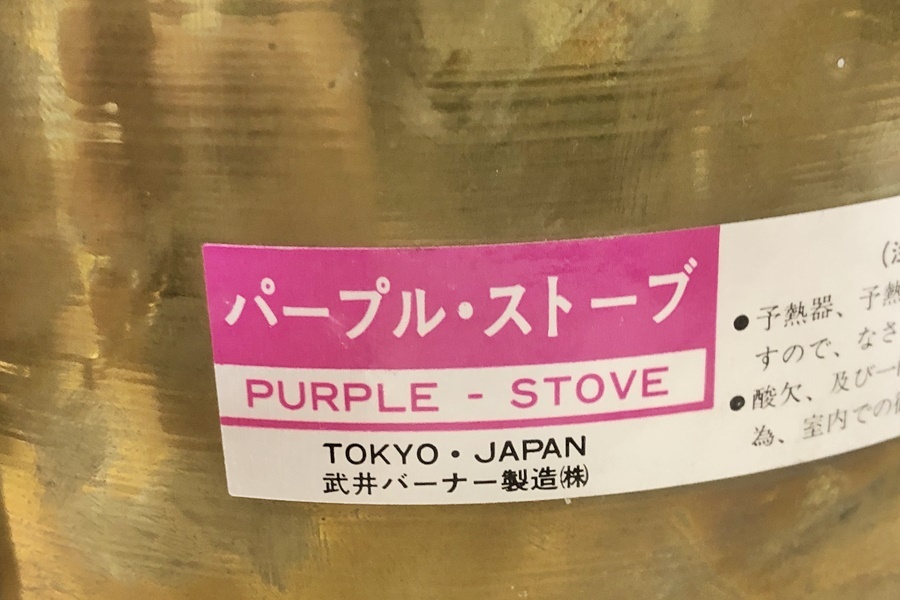 パープル・ストーブ
PURPLE - STOVE
TOKYO・JAPAN
武井バーナー製造㈱
●予熱器、予熱
すので、なさ
●酸欠、及び一
為、室内での